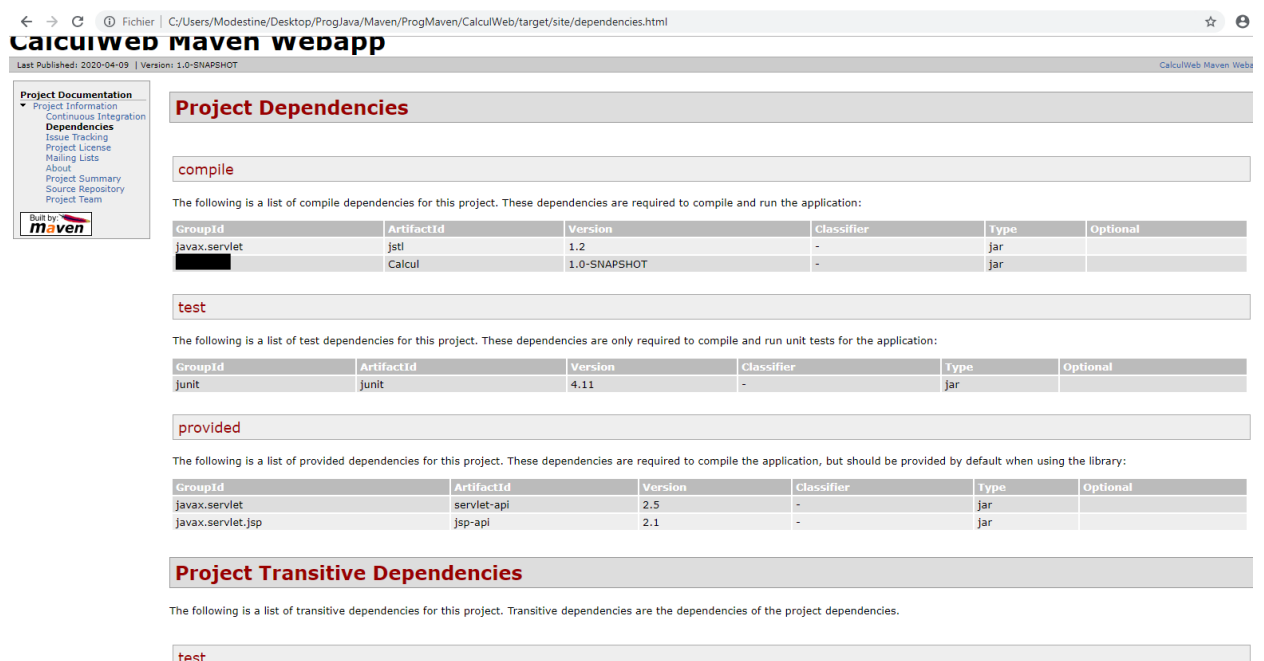 Fichier | C:/Users/Modestine/Desktop/ProgJava/Maven/ProgMaven/CalculWeb/target/site/dependencies.html
CalculWeb Maven Webapp
Last Published: 2020-04-09 | Version: 1.0-SNAPSHOT
CalculWeb Maven Weba
Project Documentation
Project Information
Continuous Integration
Dependencies
Issue Tracking
Project License
Mailing Lists
About
Project Summary
Source Repository
Project Team
Built by:
maven
Project Dependencies
compile
The following is a list of compile dependencies for this project. These dependencies are required to compile and run the application:
GroupId ArtifactId Version Classifier Type Optional
javax.servlet jstl 1.2 - jar
Calcul 1.0-SNAPSHOT - jar
test
The following is a list of test dependencies for this project. These dependencies are only required to compile and run unit tests for the application:
GroupId ArtifactId Version Classifier Type Optional
junit junit 4.11 - jar
provided
The following is a list of provided dependencies for this project. These dependencies are required to compile the application, but should be provided by default when using the library:
GroupId ArtifactId Version Classifier Type Optional
javax.servlet servlet-api 2.5 - jar
javax.servlet.jsp jsp-api 2.1 - jar
Project Transitive Dependencies
The following is a list of transitive dependencies for this project. Transitive dependencies are the dependencies of the project dependencies.
test